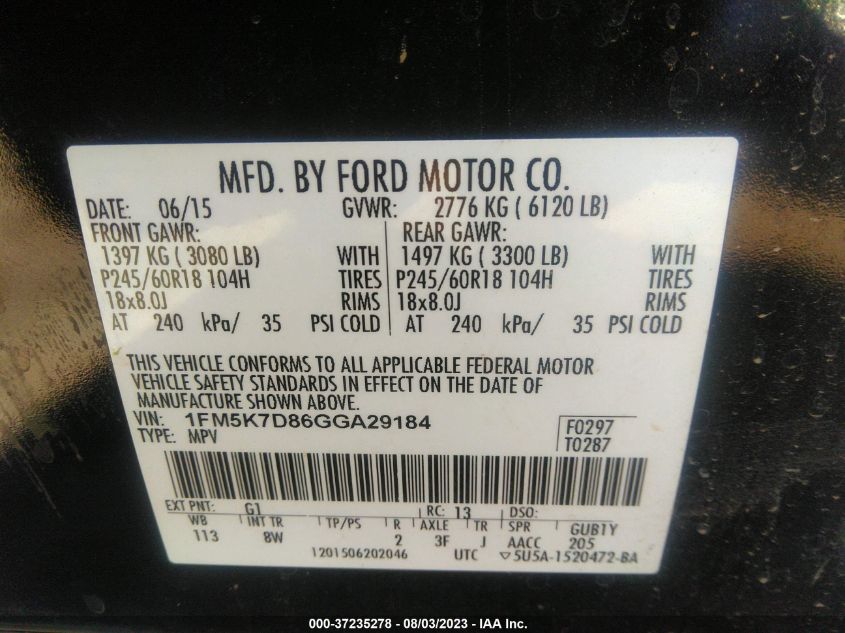 MFD. BY FORD MOTOR CO.
DATE: 06/15 GVWR: 2776 KG ( 6120 LB)
FRONT GAWR: REAR GAWR:
1397 KG ( 3080 LB) WITH 1497 KG ( 3300 LB) WITH
P245/60R18 104H TIRES P245/60R18 104H TIRES
18x8.0J RIMS 18x8.0J RIMS
AT 240 kPa/ 35 PSI COLD AT 240 kPa/ 35 PSI COLD
THIS VEHICLE CONFORMS TO ALL APPLICABLE FEDERAL MOTOR
VEHICLE SAFETY STANDARDS IN EFFECT ON THE DATE OF
MANUFACTURE SHOWN ABOVE.
VIN: 1FM5K7D86GGA29184 F0297
TYPE: MPV T0287
EXT PNT: G1 RC: 13 DSO:
WB INT TR TP/PS R AXLE TR SPR GUB1Y
113 8W 2 3F J AACC 205
1201506202046 UTC ▽5U5A-1520472-BA
000-37235278 - 08/03/2023 - IAA Inc.